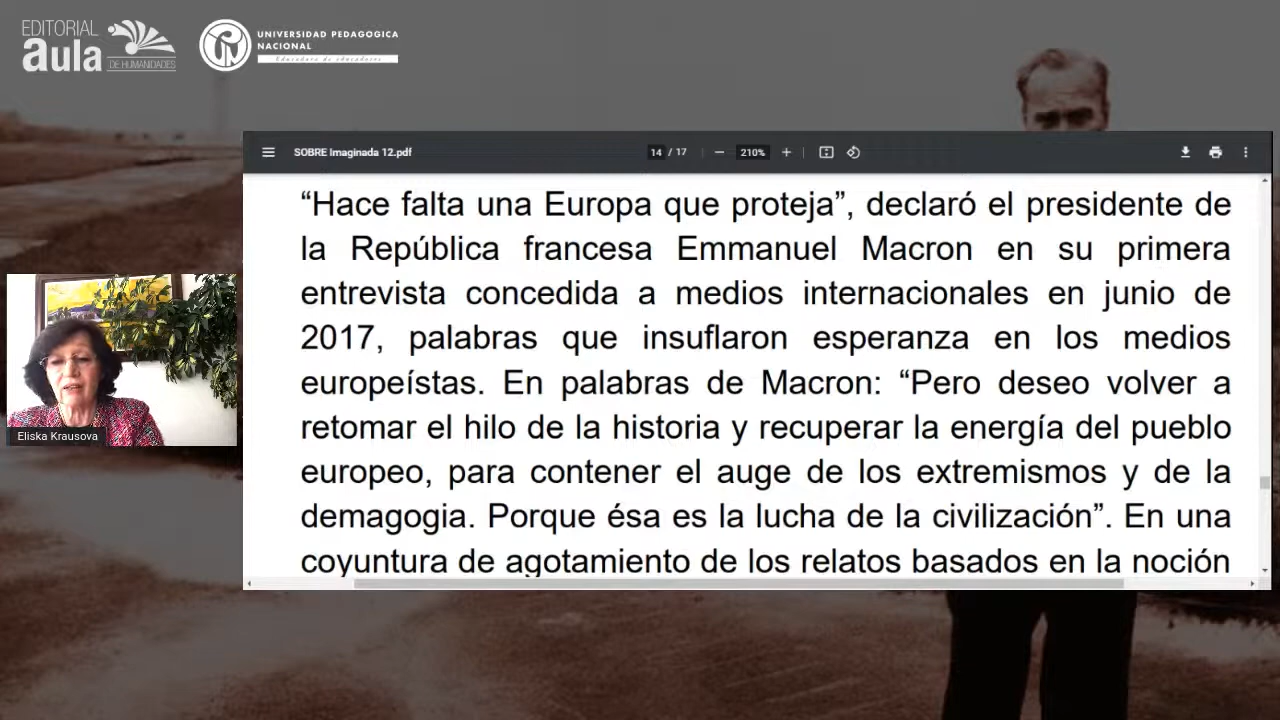 EDITORIAL
aula
DE HUMANIDADES
UNIVERSIDAD PEDAGOGICA
NACIONAL
Educadora de educadores
SOBRE Imaginada 12.pdf
14 / 17
210%
“Hace falta una Europa que proteja”, declaró el presidente de
la República francesa Emmanuel Macron en su primera
entrevista concedida a medios internacionales en junio de
2017, palabras que insuflaron esperanza en los medios
europeístas. En palabras de Macron: “Pero deseo volver a
retomar el hilo de la historia y recuperar la energía del pueblo
europeo, para contener el auge de los extremismos y de la
demagogia. Porque ésa es la lucha de la civilización”. En una
coyuntura de agotamiento de los relatos basados en la noción
Eliska Krausova